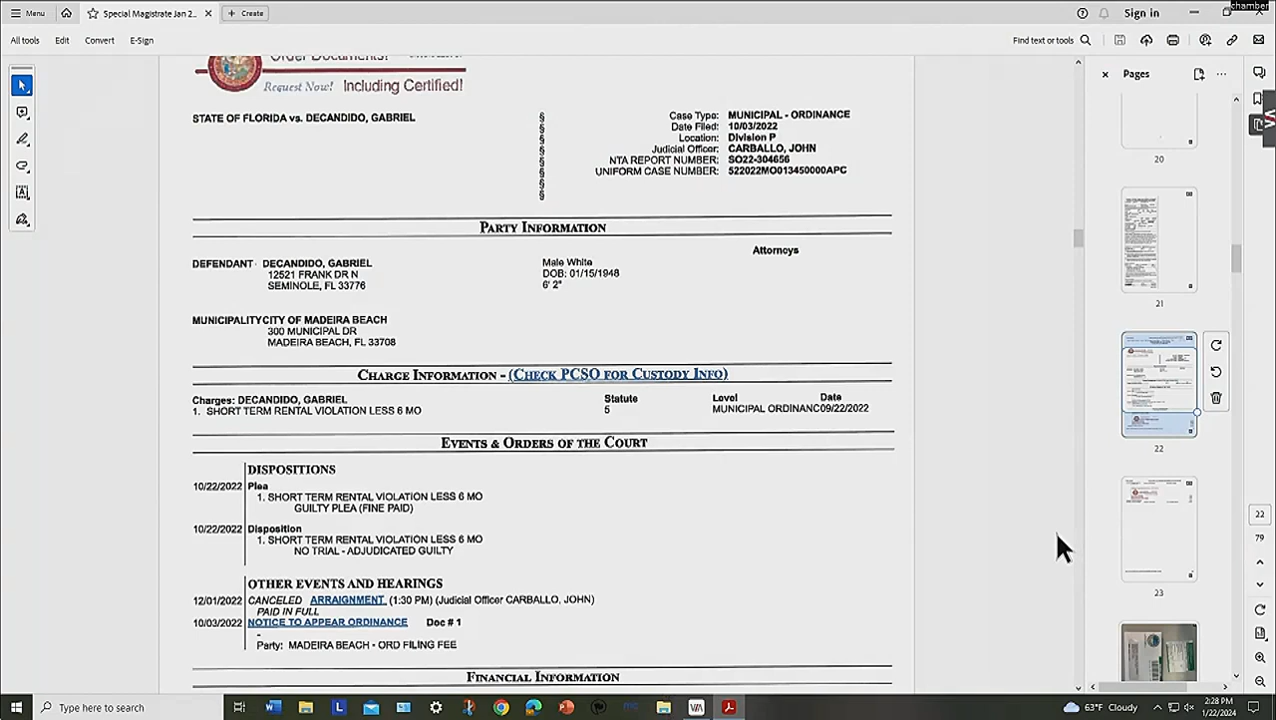 chamber
Menu
Special Magistrate Jan 2...
Create
Sign in
All tools
Edit
Convert
E-Sign
Find text or tools
Order Documents!
Request Now! Including Certified!
STATE OF FLORIDA vs. DECANDIDO, GABRIEL
§
§
§
§
§
§
§
§
Case Type: MUNICIPAL - ORDINANCE
Date Filed: 10/03/2022
Location: Division P
Judicial Officer: CARBALLO, JOHN
NTA REPORT NUMBER: SO22-304656
UNIFORM CASE NUMBER: 522022MO013450000APC
PARTY INFORMATION
Attorneys
DEFENDANT DECANDIDO, GABRIEL
12521 FRANK DR N
SEMINOLE, FL 33776
Male White
DOB: 01/15/1948
6' 2"
MUNICIPALITY CITY OF MADEIRA BEACH
300 MUNICIPAL DR
MADEIRA BEACH, FL 33708
CHARGE INFORMATION - (CHECK PCSO FOR CUSTODY INFO)
Charges: DECANDIDO, GABRIEL Statute Level Date
1. SHORT TERM RENTAL VIOLATION LESS 6 MO 5 MUNICIPAL ORDINANC 09/22/2022
EVENTS & ORDERS OF THE COURT
DISPOSITIONS
10/22/2022 Plea
1. SHORT TERM RENTAL VIOLATION LESS 6 MO
GUILTY PLEA (FINE PAID)
10/22/2022 Disposition
1. SHORT TERM RENTAL VIOLATION LESS 6 MO
NO TRIAL - ADJUDICATED GUILTY
OTHER EVENTS AND HEARINGS
12/01/2022 CANCELED ARRAIGNMENT (1:30 PM) (Judicial Officer CARBALLO, JOHN)
PAID IN FULL
10/03/2022 NOTICE TO APPEAR ORDINANCE Doc # 1
-
Party: MADEIRA BEACH - ORD FILING FEE
FINANCIAL INFORMATION
Pages
20
21
22
23
22
79
Type here to search
63°F Cloudy
2:28 PM
1/22/2024